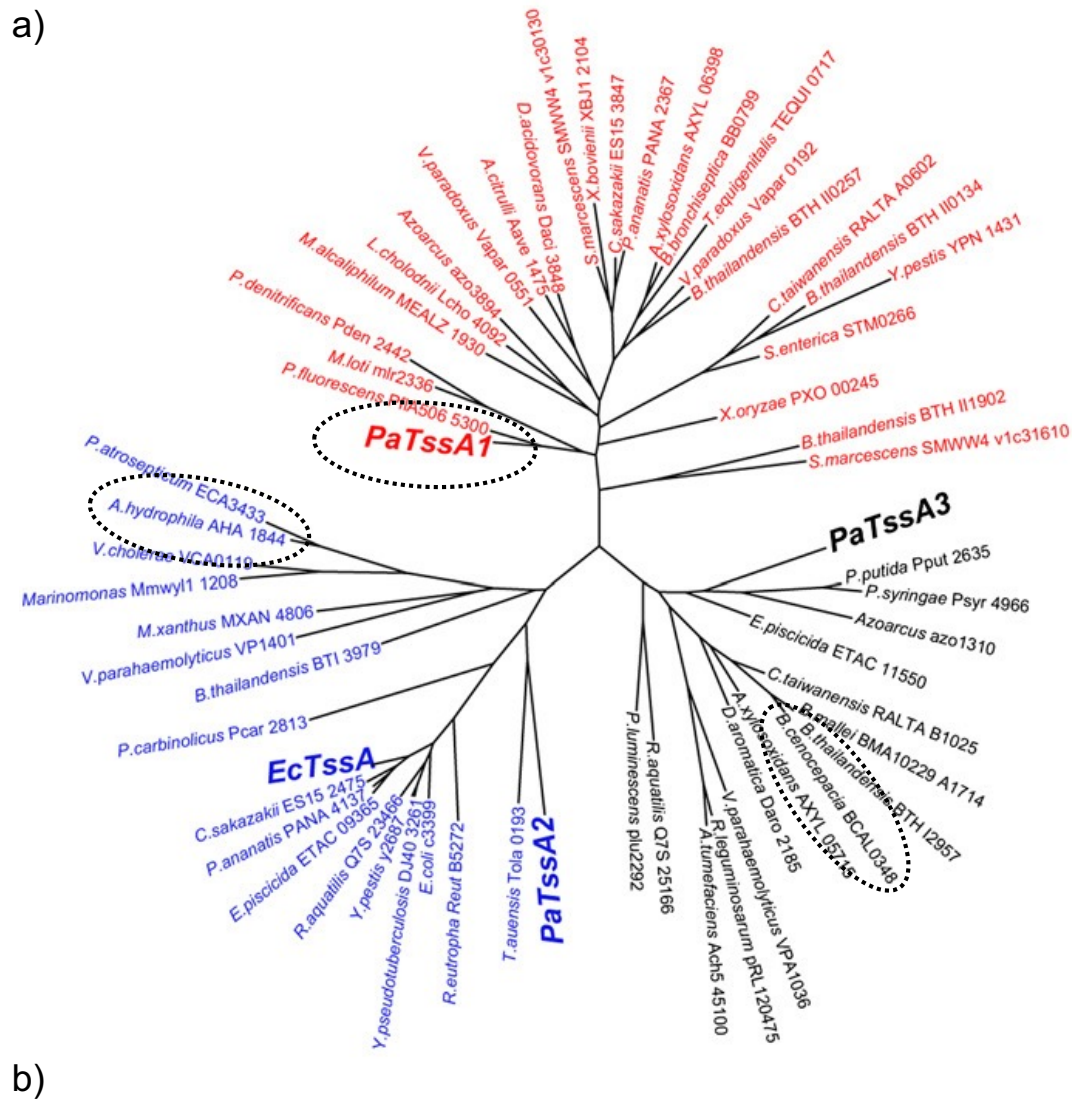 a)
S.marcescens SMWW4 v1c30130
X.bovienii XBJ1 2104
C.sakazakii ES15 3847
P.ananatis PANA 2367
A.xylosoxidans AXYL 06398
B.bronchiseptica BB0799
T.equigenitalis TEQUI 0717
V.paradoxus Vapar 0192
B.thailandensis BTH II0257
C.taiwanensis RALTA A0602
B.thailandensis BTH II0134
Y.pestis YPN 1431
S.enterica STM0266
X.oryzae PXO 00245
B.thailandensis BTH II1902
S.marcescens SMWW4 v1c31610
D.acidovorans Daci 3848
A.citrulli Aave 1475
V.paradoxus Vapar 0551
Azoarcus azo3894
L.cholodnii Lcho 4092
M.alcaliphilum MEALZ 1930
P.denitrificans Pden 2442
M.loti mlr2336
P.fluorescens PflA506 5300
PaTssA1
P.atrosepticum ECA3433
A.hydrophila AHA 1844
V.cholerae VCA0119
Marinomonas Mmwyl1 1208
M.xanthus MXAN 4806
V.parahaemolyticus VP1401
B.thailandensis BTI 3979
P.carbinolicus Pcar 2813
EcTssA
C.sakazakii ES15 2475
P.ananatis PANA 4137
E.piscicida ETAC 09365
R.aquatilis Q7S 23466
Y.pestis y2687
Y.pseudotuberculosis DJ40 3261
E.coli c3399
R.eutropha Reut B5272
T.auensis Tola 0193
PaTssA2
PaTssA3
P.putida Pput 2635
P.syringae Psyr 4966
Azoarcus azo1310
E.piscicida ETAC 11550
C.taiwanensis RALTA B1025
B.mallei BMA10229 A1714
B.thailandensis BTH I2957
B.cenocepacia BCAL0348
A.xylosoxidans AXYL 05715
D.aromatica Daro 2185
V.parahaemolyticus VPA1036
R.leguminosarum pRL120475
A.tumefaciens Ach5 45100
R.aquatilis Q7S 25166
P.luminescens plu2292
b)